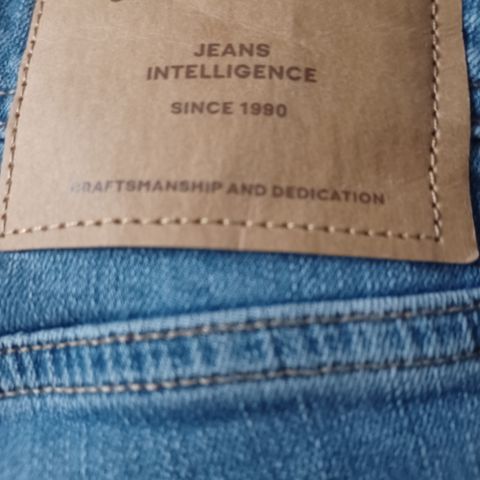 JEANS
INTELLIGENCE
SINCE 1990
CRAFTSMANSHIP AND DEDICATION